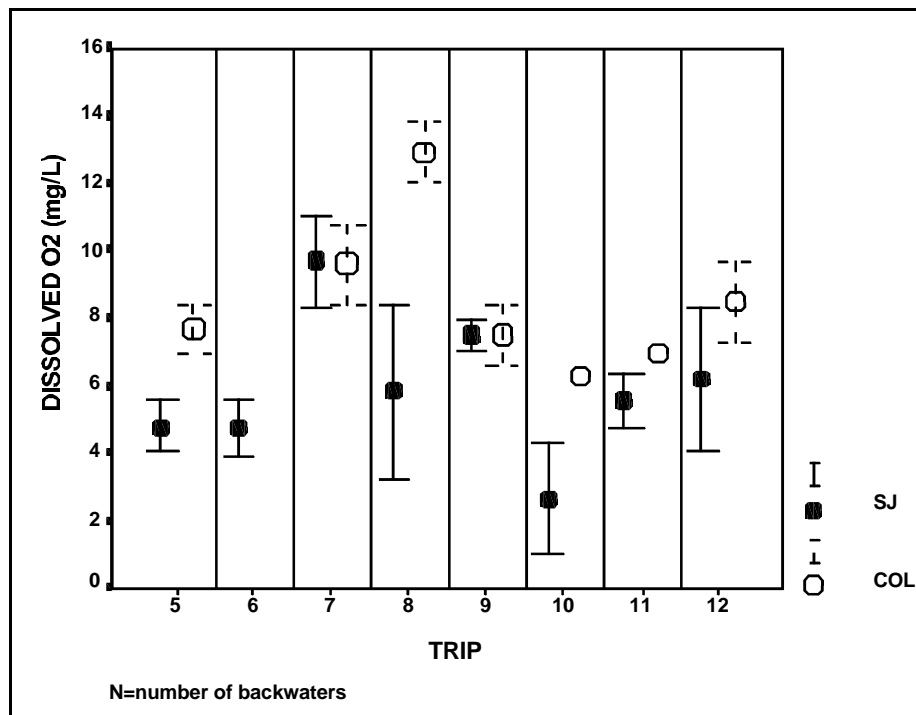 DISSOLVED O2 (mg/L)
16
14
12
10
8
6
4
2
0
5 6 7 8 9 10 11 12
TRIP
SJ
COL
N=number of backwaters